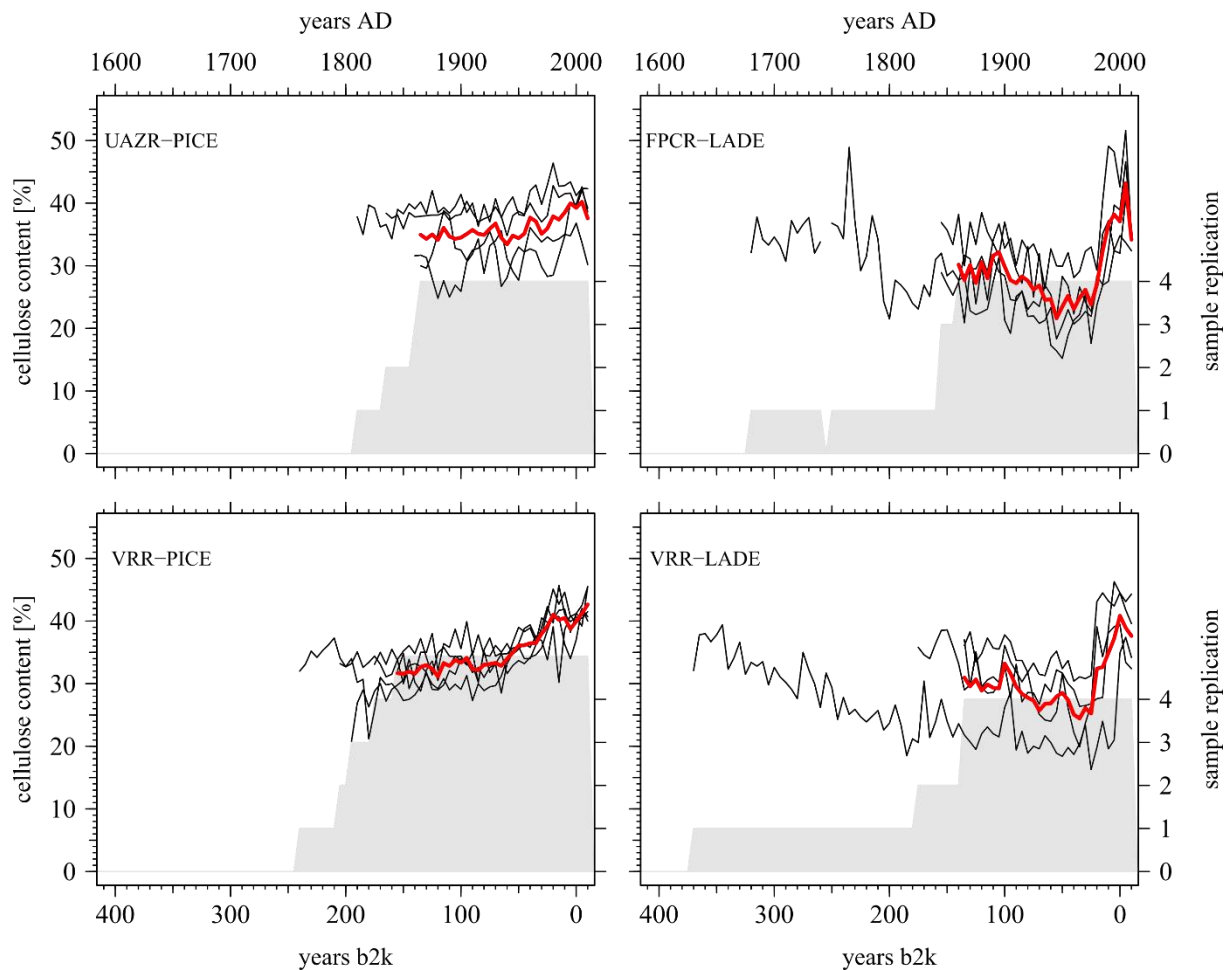 years AD years AD
1600 1700 1800 1900 2000 1600 1700 1800 1900 2000
UAZR−PICE FPCR−LADE
50
40
30
20
10
0
cellulose content [%]
4
3
2
1
0
sample replication
VRR−PICE VRR−LADE
50
40
30
20
10
0
cellulose content [%]
4
3
2
1
0
sample replication
400 300 200 100 0 400 300 200 100 0
years b2k years b2k